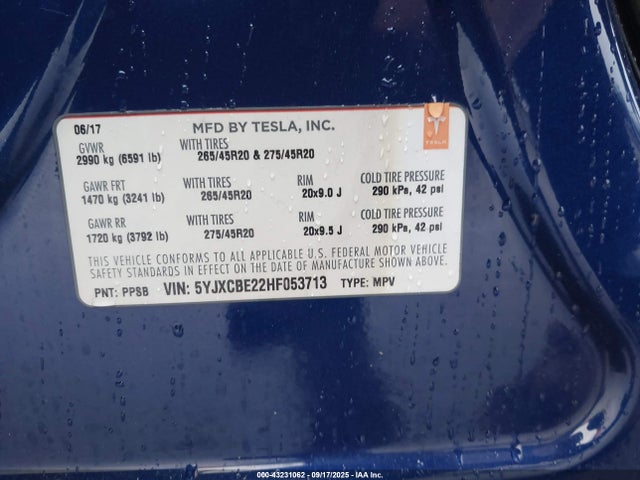 06/17 MFD BY TESLA, INC. TESLA
GVWR WITH TIRES
2990 kg (6591 lb) 265/45R20 & 275/45R20
GAWR FRT WITH TIRES RIM COLD TIRE PRESSURE
1470 kg (3241 lb) 265/45R20 20x9.0 J 290 kPa, 42 psi
GAWR RR WITH TIRES RIM COLD TIRE PRESSURE
1720 kg (3792 lb) 275/45R20 20x9.5 J 290 kPa, 42 psi
THIS VEHICLE CONFORMS TO ALL APPLICABLE U.S. FEDERAL MOTOR VEHICLE
SAFETY STANDARDS IN EFFECT ON THE DATE OF MANUFACTURE SHOWN ABOVE.
PNT: PPSB VIN: 5YJXCBE22HF053713 TYPE: MPV
000-43231062 - 09/17/2025 - IAA Inc.